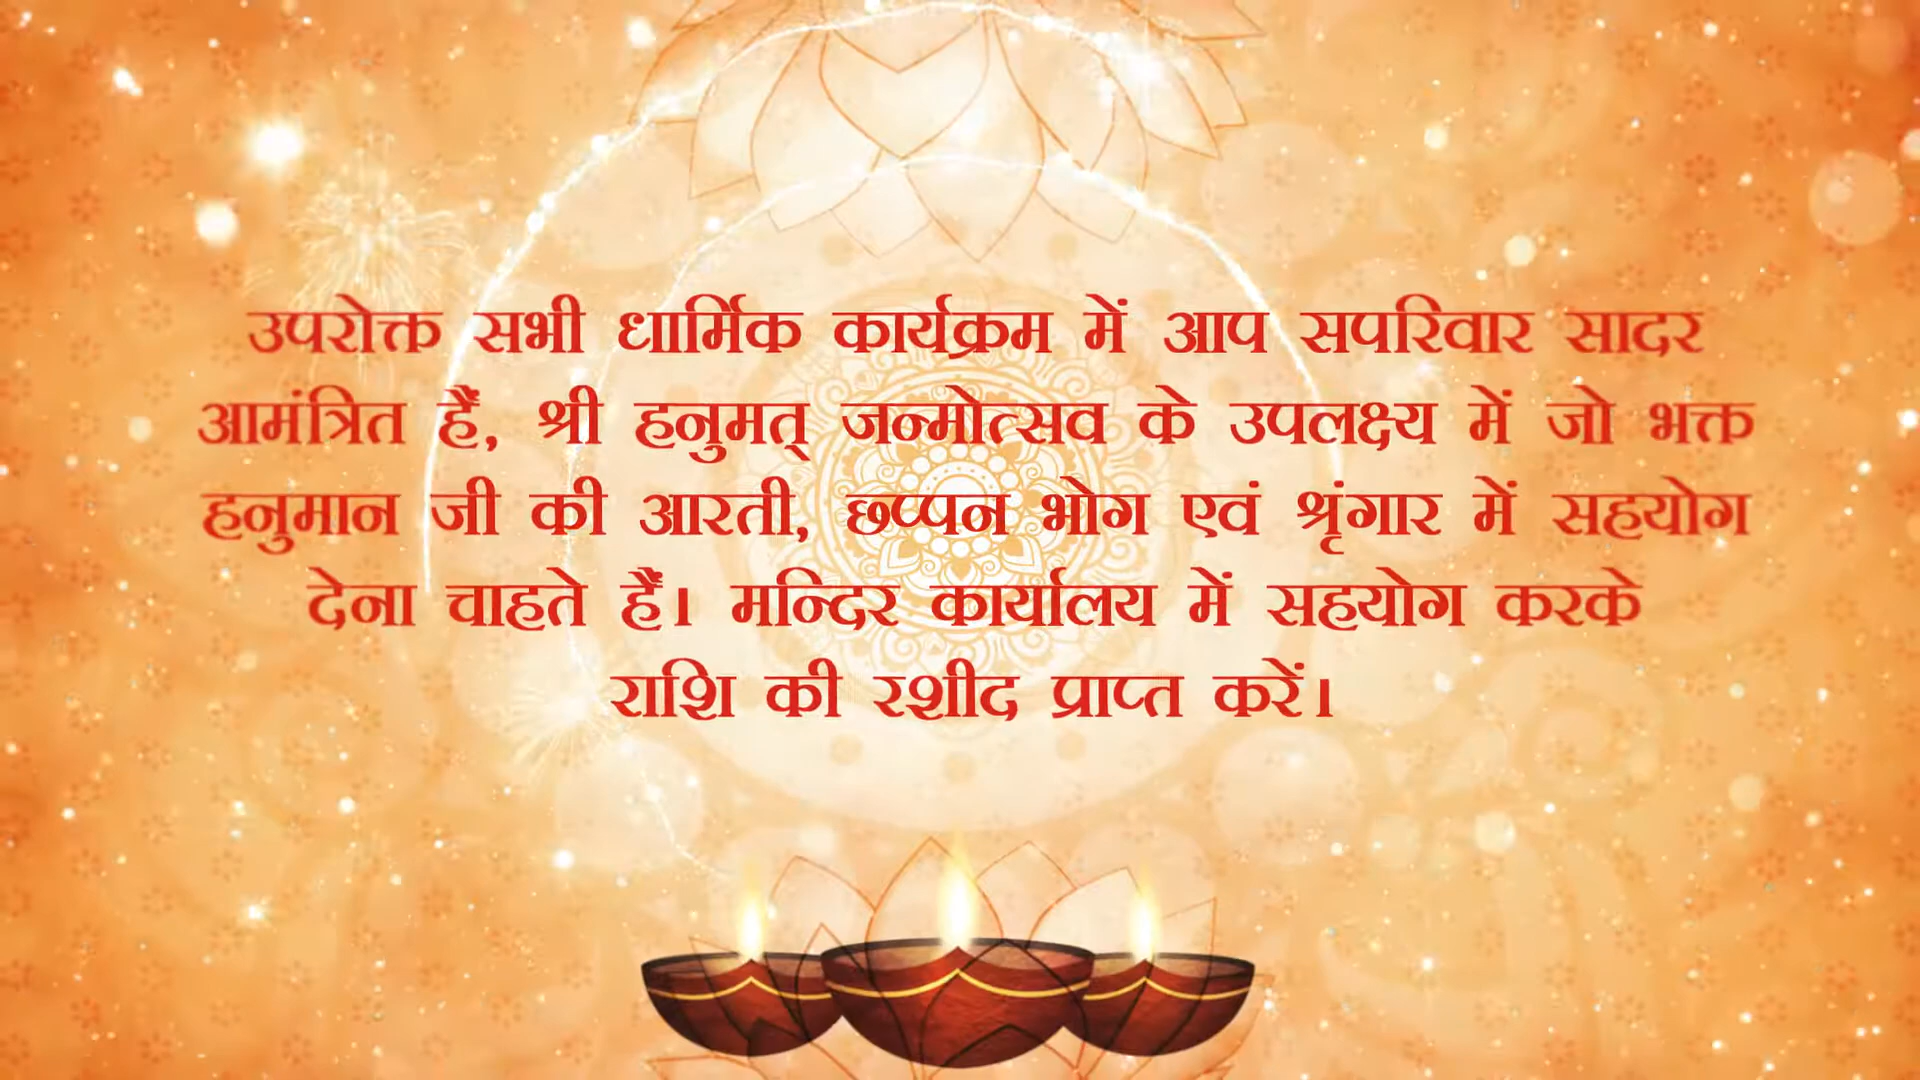 उपरोक्त सभी धार्मिक कार्यक्रम में आप सपरिवार सादर
आमंत्रित हैं, श्री हनुमत् जन्मोत्सव के उपलक्ष्य में जो भक्त
हनुमान जी की आरती, छप्पन भोग एवं श्रृंगार में सहयोग
देना चाहते हैं। मन्दिर कार्यालय में सहयोग करके
राशि की रशीद प्राप्त करें।